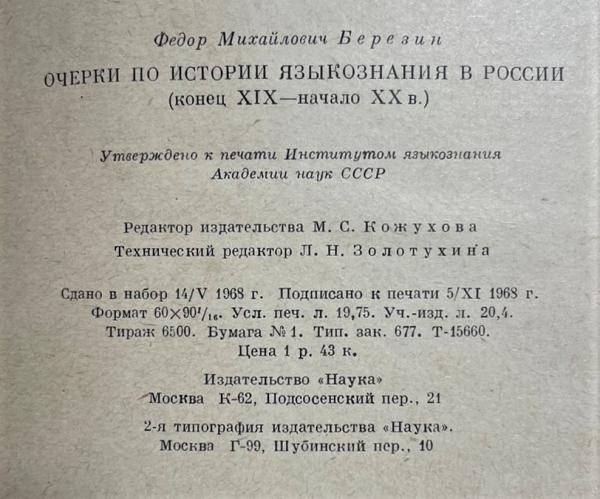 Федор Михайлович Березин
ОЧЕРКИ ПО ИСТОРИИ ЯЗЫКОЗНАНИЯ В РОССИИ
(конец XIX—начало XX в.)
Утверждено к печати Институтом языкознания
Академии наук СССР
Редактор издательства М. С. Кожухова
Технический редактор Л. Н. Золотухина
Сдано в набор 14/V 1968 г. Подписано к печати 5/XI 1968 г.
Формат 60×90¹/₁₆. Усл. печ. л. 19,75. Уч.-изд. л. 20,4.
Тираж 6500. Бумага № 1. Тип. зак. 677. Т-15660.
Цена 1 р. 43 к.
Издательство «Наука»
Москва К-62, Подсосенский пер., 21
2-я типография издательства «Наука».
Москва Г-99, Шубинский пер., 10